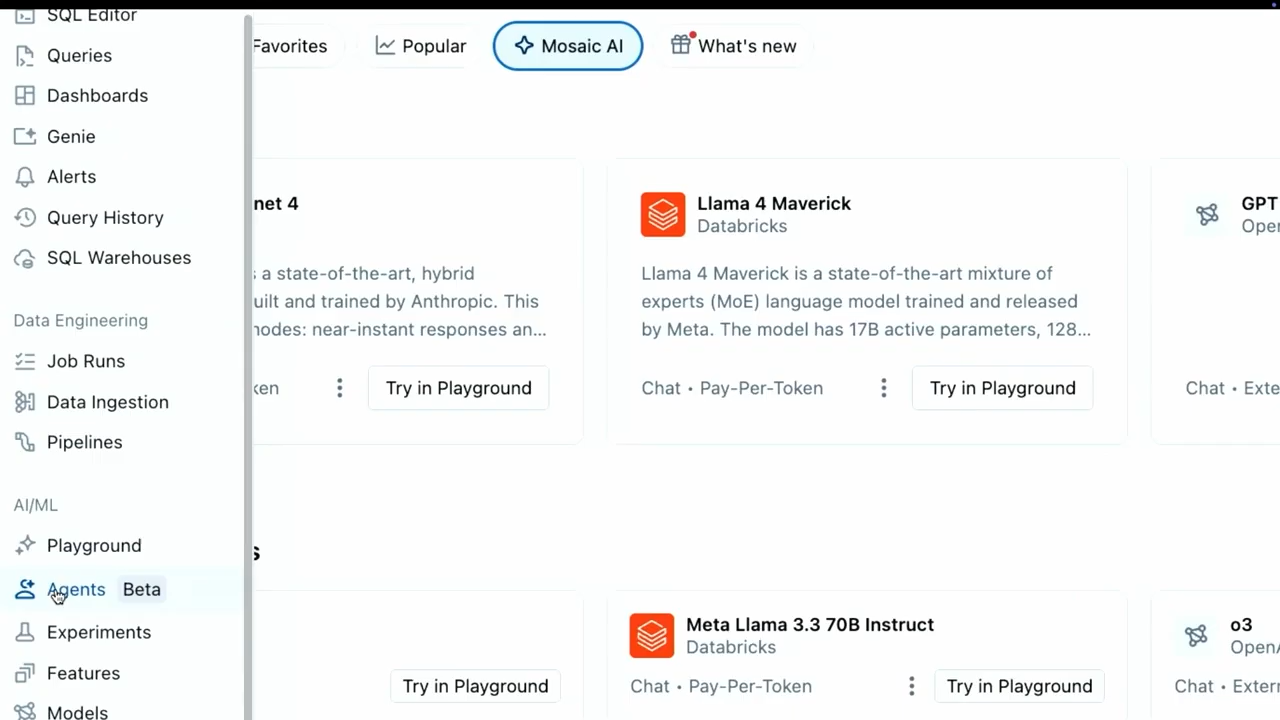 SQL Editor
Queries
Dashboards
Genie
Alerts
Query History
SQL Warehouses
Data Engineering
Job Runs
Data Ingestion
Pipelines
AI/ML
Playground
Agents Beta
Experiments
Features
Models
Favorites
Popular
Mosaic AI
What's new
net 4
s a state-of-the-art, hybrid
uilt and trained by Anthropic. This
nodes: near-instant responses an...
ken
Try in Playground
Llama 4 Maverick
Databricks
Llama 4 Maverick is a state-of-the-art mixture of
experts (MoE) language model trained and released
by Meta. The model has 17B active parameters, 128...
Chat • Pay-Per-Token
Try in Playground
GPT
Oper
Chat • Exte
s
Try in Playground
Meta Llama 3.3 70B Instruct
Databricks
Chat • Pay-Per-Token
Try in Playground
o3
OpenA
Chat • Extern